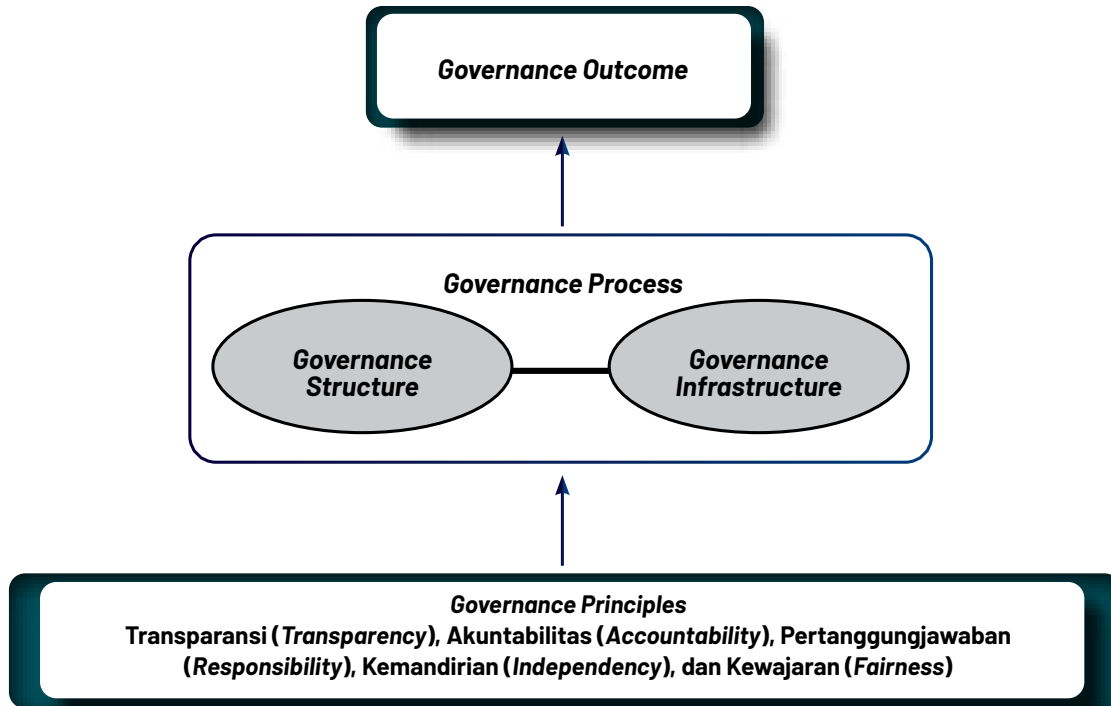 Governance Outcome
Governance Process
Governance
Structure
Governance
Infrastructure
Governance Principles
Transparansi (Transparency), Akuntabilitas (Accountability), Pertanggungjawaban
(Responsibility), Kemandirian (Independency), dan Kewajaran (Fairness)